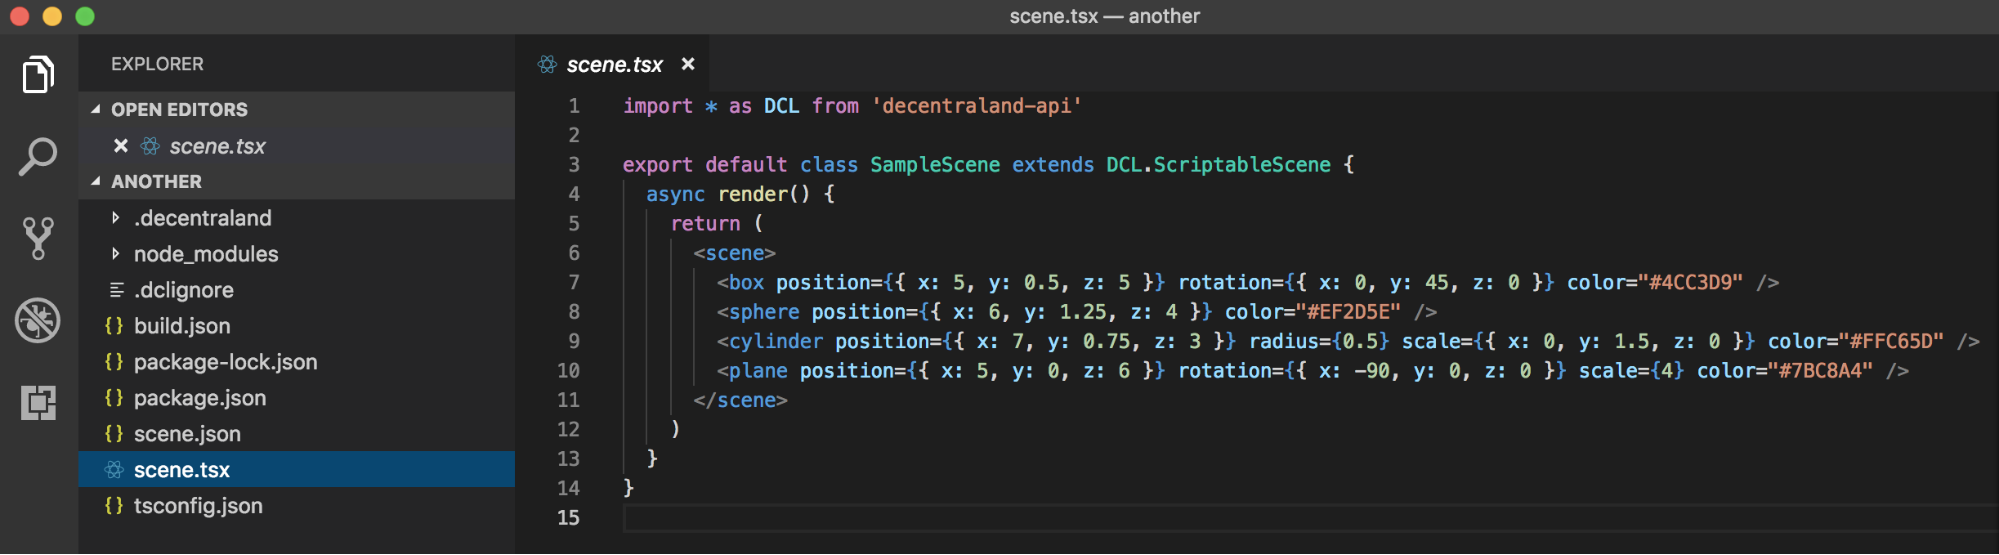 scene.tsx — another
EXPLORER
OPEN EDITORS
scene.tsx
ANOTHER
.decentraland
node_modules
.dclignore
{} build.json
{} package-lock.json
{} package.json
{} scene.json
scene.tsx
{} tsconfig.json
scene.tsx
1 import * as DCL from 'decentraland-api'
2
3 export default class SampleScene extends DCL.ScriptableScene {
4   async render() {
5     return (
6       <scene>
7         <box position={{ x: 5, y: 0.5, z: 5 }} rotation={{ x: 0, y: 45, z: 0 }} color="#4CC3D9" />
8         <sphere position={{ x: 6, y: 1.25, z: 4 }} color="#EF2D5E" />
9         <cylinder position={{ x: 7, y: 0.75, z: 3 }} radius={0.5} scale={{ x: 0, y: 1.5, z: 0 }} color="#FFC65D" />
10         <plane position={{ x: 5, y: 0, z: 6 }} rotation={{ x: -90, y: 0, z: 0 }} scale={4} color="#7BC8A4" />
11       </scene>
12     )
13   }
14 }
15